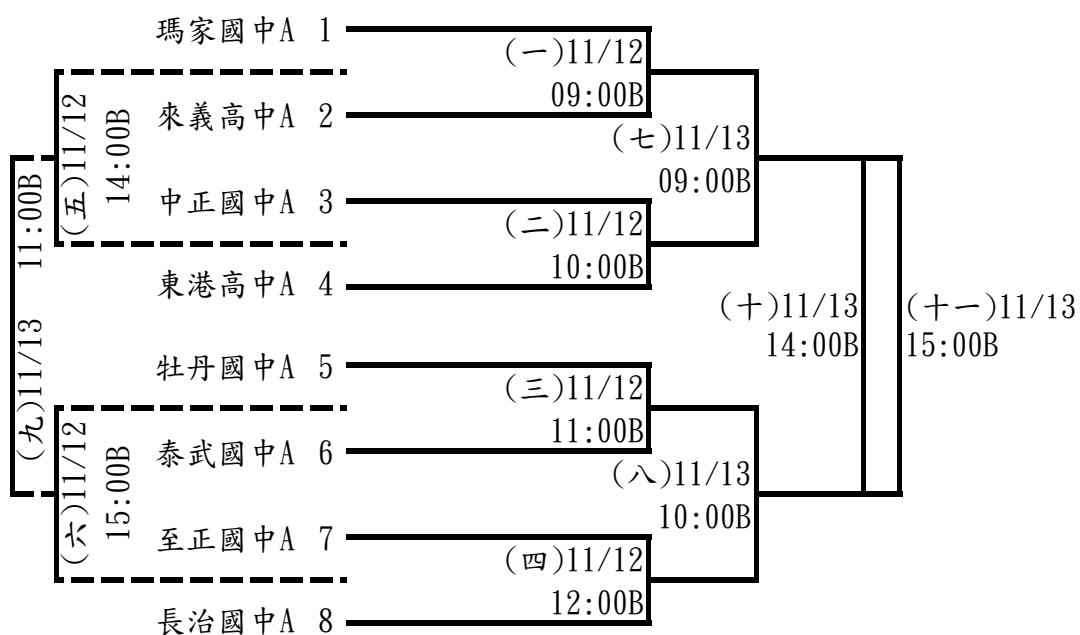 瑪家國中A 1
(一)11/12
09:00B
來義高中A 2
(五)11/12
14:00B
(七)11/13
09:00B
中正國中A 3
(二)11/12
10:00B
東港高中A 4
(九)11/13 11:00B
(十)11/13
14:00B
(十一)11/13
15:00B
牡丹國中A 5
(三)11/12
11:00B
泰武國中A 6
(六)11/12
15:00B
(八)11/13
10:00B
至正國中A 7
(四)11/12
12:00B
長治國中A 8